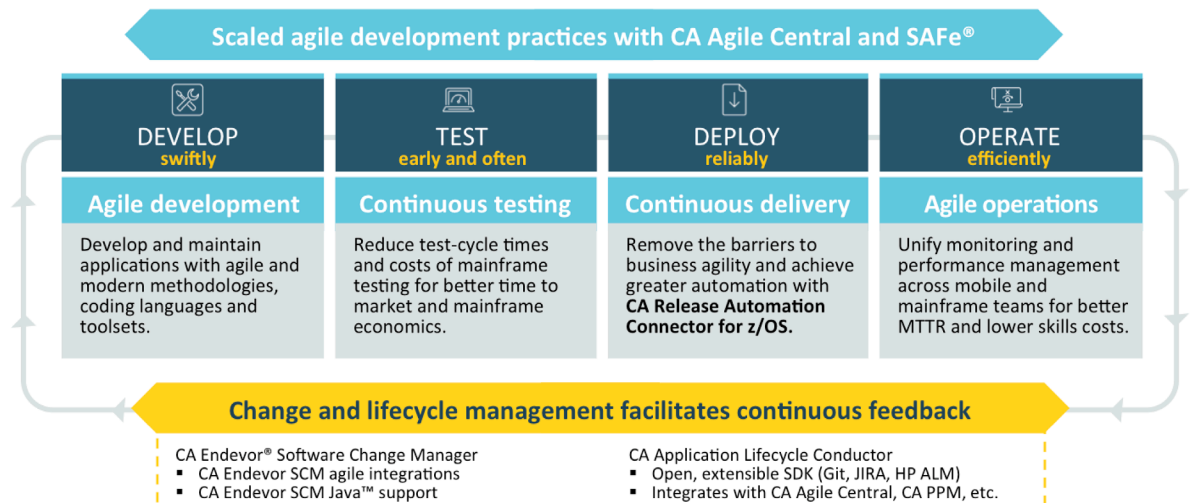 Scaled agile development practices with CA Agile Central and SAFe®
DEVELOP
swiftly
Agile development
Develop and maintain
applications with agile and
modern methodologies,
coding languages and
toolsets.
TEST
early and often
Continuous testing
Reduce test-cycle times
and costs of mainframe
testing for better time to
market and mainframe
economics.
DEPLOY
reliably
Continuous delivery
Remove the barriers to
business agility and achieve
greater automation with
CA Release Automation
Connector for z/OS.
OPERATE
efficiently
Agile operations
Unify monitoring and
performance management
across mobile and
mainframe teams for better
MTTR and lower skills costs.
Change and lifecycle management facilitates continuous feedback
CA Endevor® Software Change Manager
▪ CA Endevor SCM agile integrations
▪ CA Endevor SCM Java™ support
CA Application Lifecycle Conductor
▪ Open, extensible SDK (Git, JIRA, HP ALM)
▪ Integrates with CA Agile Central, CA PPM, etc.